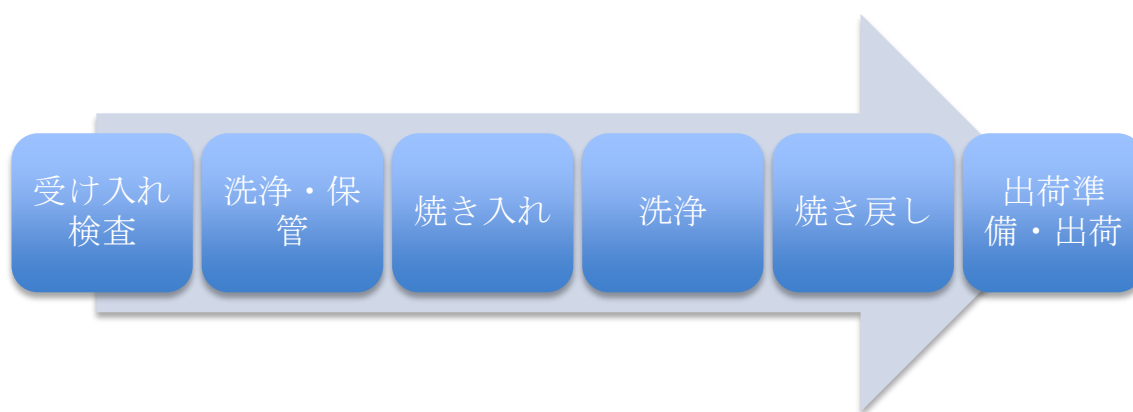 受け入れ
検査
洗浄・保
管
焼き入れ
洗浄
焼き戻し
出荷準
備・出荷